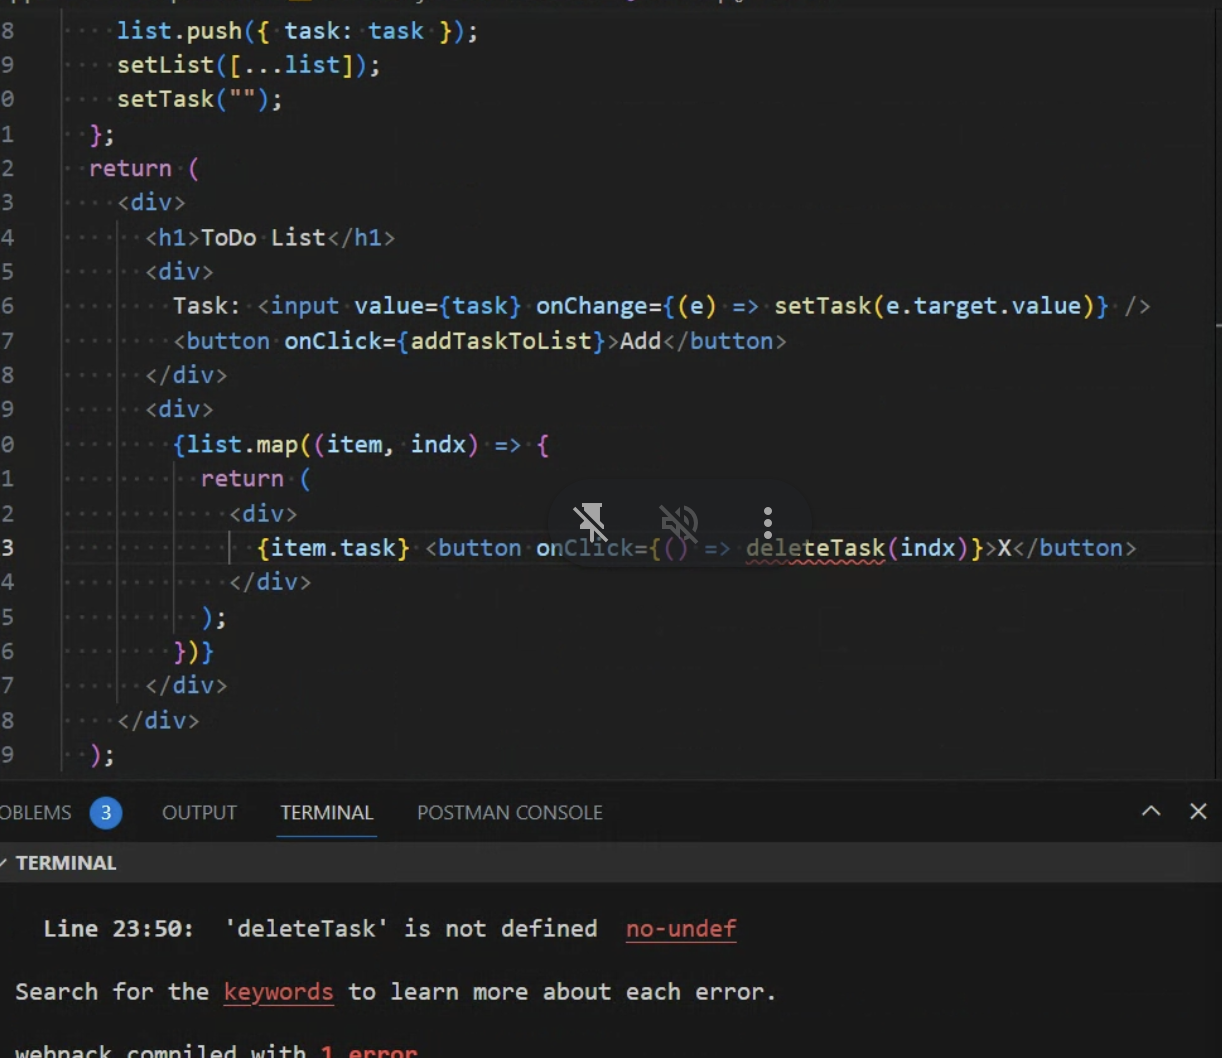 8 list.push({ task: task });
9 setList([...list]);
0 setTask("");
1 };
2 return (
3 <div>
4 <h1>ToDo List</h1>
5 <div>
6 Task: <input value={task} onChange={(e) => setTask(e.target.value)} />
7 <button onClick={addTaskToList}>Add</button>
8 </div>
9 <div>
0 {list.map((item, indx) => {
1 return (
2 <div>
3 {item.task} <button onClick={() => deleteTask(indx)}>X</button>
4 </div>
5 );
6 })}
7 </div>
8 </div>
9 );
OBLEMS 3 OUTPUT TERMINAL POSTMAN CONSOLE
TERMINAL
Line 23:50: 'deleteTask' is not defined no-undef
Search for the keywords to learn more about each error.
webpack compiled with 1 error